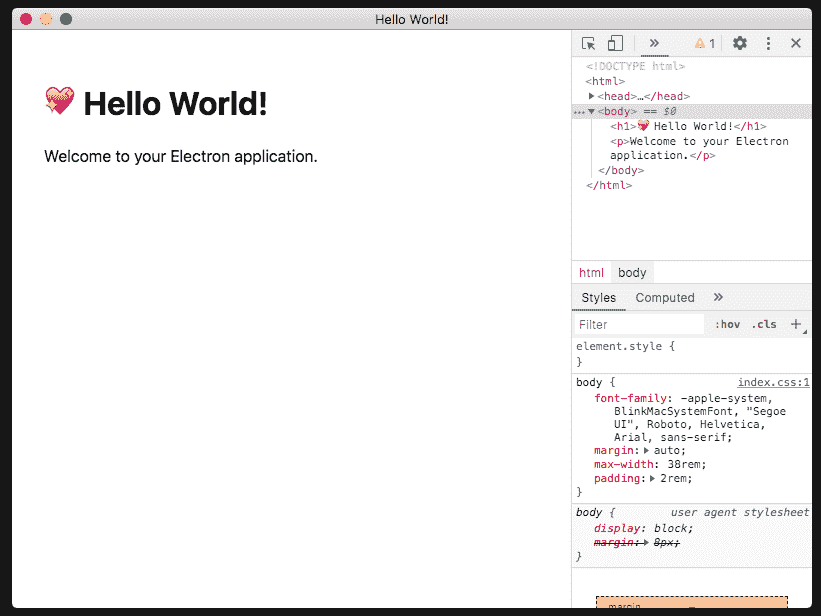 Hello World!
💖 Hello World!
Welcome to your Electron application.
» 1
<!DOCTYPE html>
<html>
▶<head>…</head>
…▼<body> == $0
<h1>💖 Hello World!</h1>
<p>Welcome to your Electron
application.</p>
</body>
</html>
html body
Styles Computed »
Filter :hov .cls +
element.style {
}
body { index.css:1
font-family: -apple-system,
BlinkMacSystemFont, "Segoe
UI", Roboto, Helvetica,
Arial, sans-serif;
margin:▶auto;
max-width: 38rem;
padding:▶2rem;
}
body { user agent stylesheet
display: block;
margin:▶8px;
}
margin –